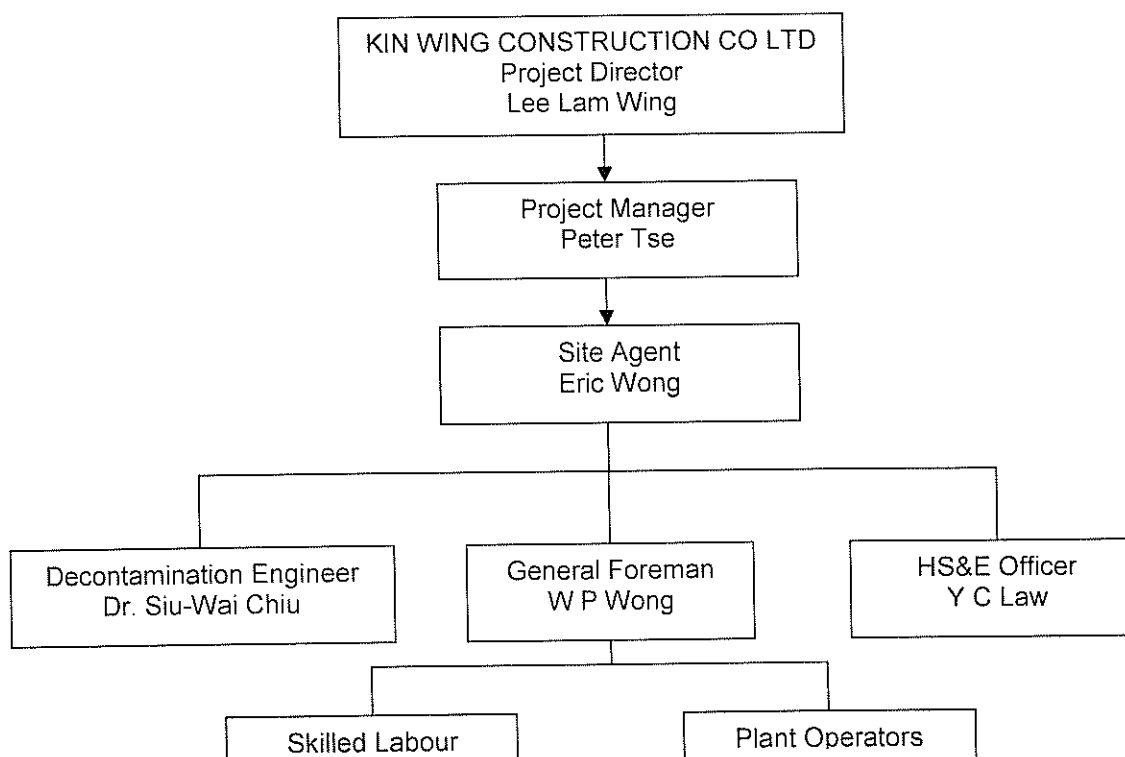 KIN WING CONSTRUCTION CO LTD
Project Director
Lee Lam Wing
Project Manager
Peter Tse
Site Agent
Eric Wong
Decontamination Engineer
Dr. Siu-Wai Chiu
General Foreman
W P Wong
HS&E Officer
Y C Law
Skilled Labour
Plant Operators